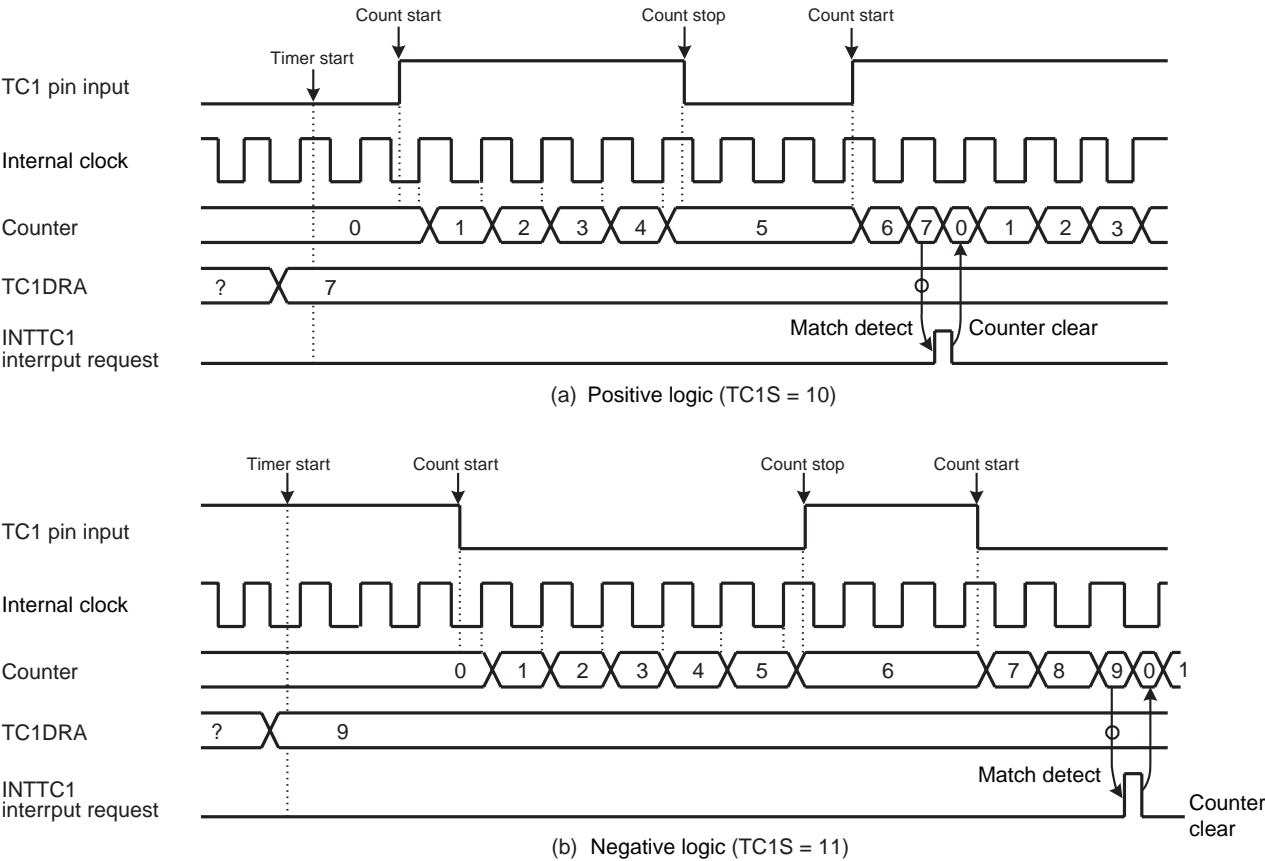 Count start Count stop Count start
Timer start
TC1 pin input
Internal clock
Counter 0 1 2 3 4 5 6 7 0 1 2 3
TC1DRA ? 7
INTTC1
interrput request
Match detect Counter clear
(a) Positive logic (TC1S = 10)
Timer start Count start Count stop Count start
TC1 pin input
Internal clock
Counter 0 1 2 3 4 5 6 7 8 9 0 1
TC1DRA ? 9
Match detect
INTTC1
interrput request
Counter
clear
(b) Negative logic (TC1S = 11)